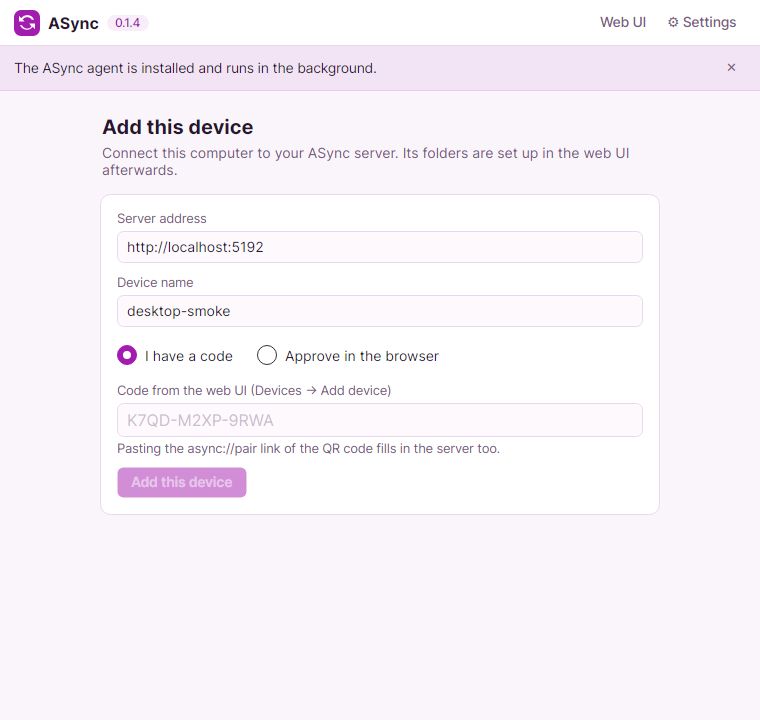 ASync 0.1.4 Web UI ⚙ Settings
The ASync agent is installed and runs in the background. ×
Add this device
Connect this computer to your ASync server. Its folders are set up in the web UI
afterwards.
Server address
http://localhost:5192
Device name
desktop-smoke
I have a code Approve in the browser
Code from the web UI (Devices → Add device)
K7QD-M2XP-9RWA
Pasting the async://pair link of the QR code fills in the server too.
Add this device